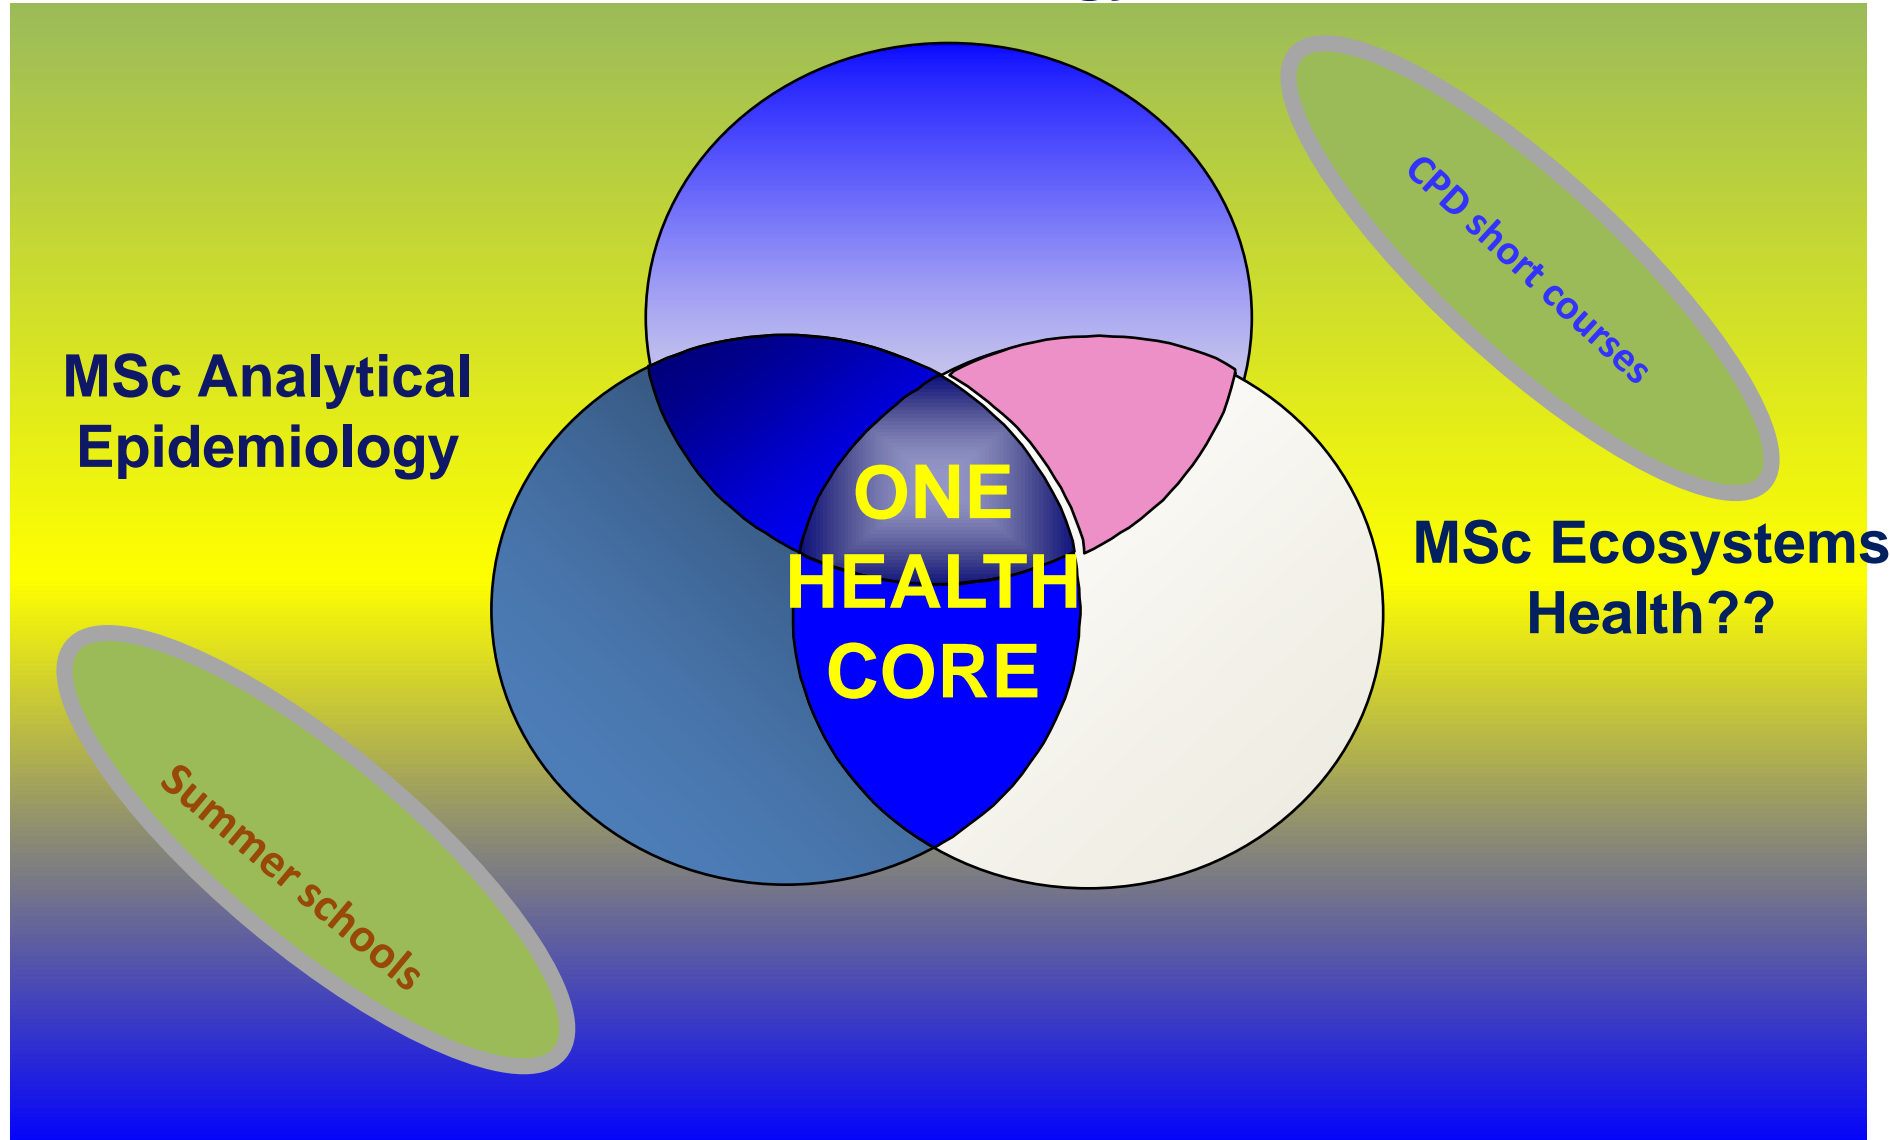 CPD short courses
MSc Analytical
Epidemiology
ONE
HEALTH
CORE
MSc Ecosystems
Health??
Summer schools